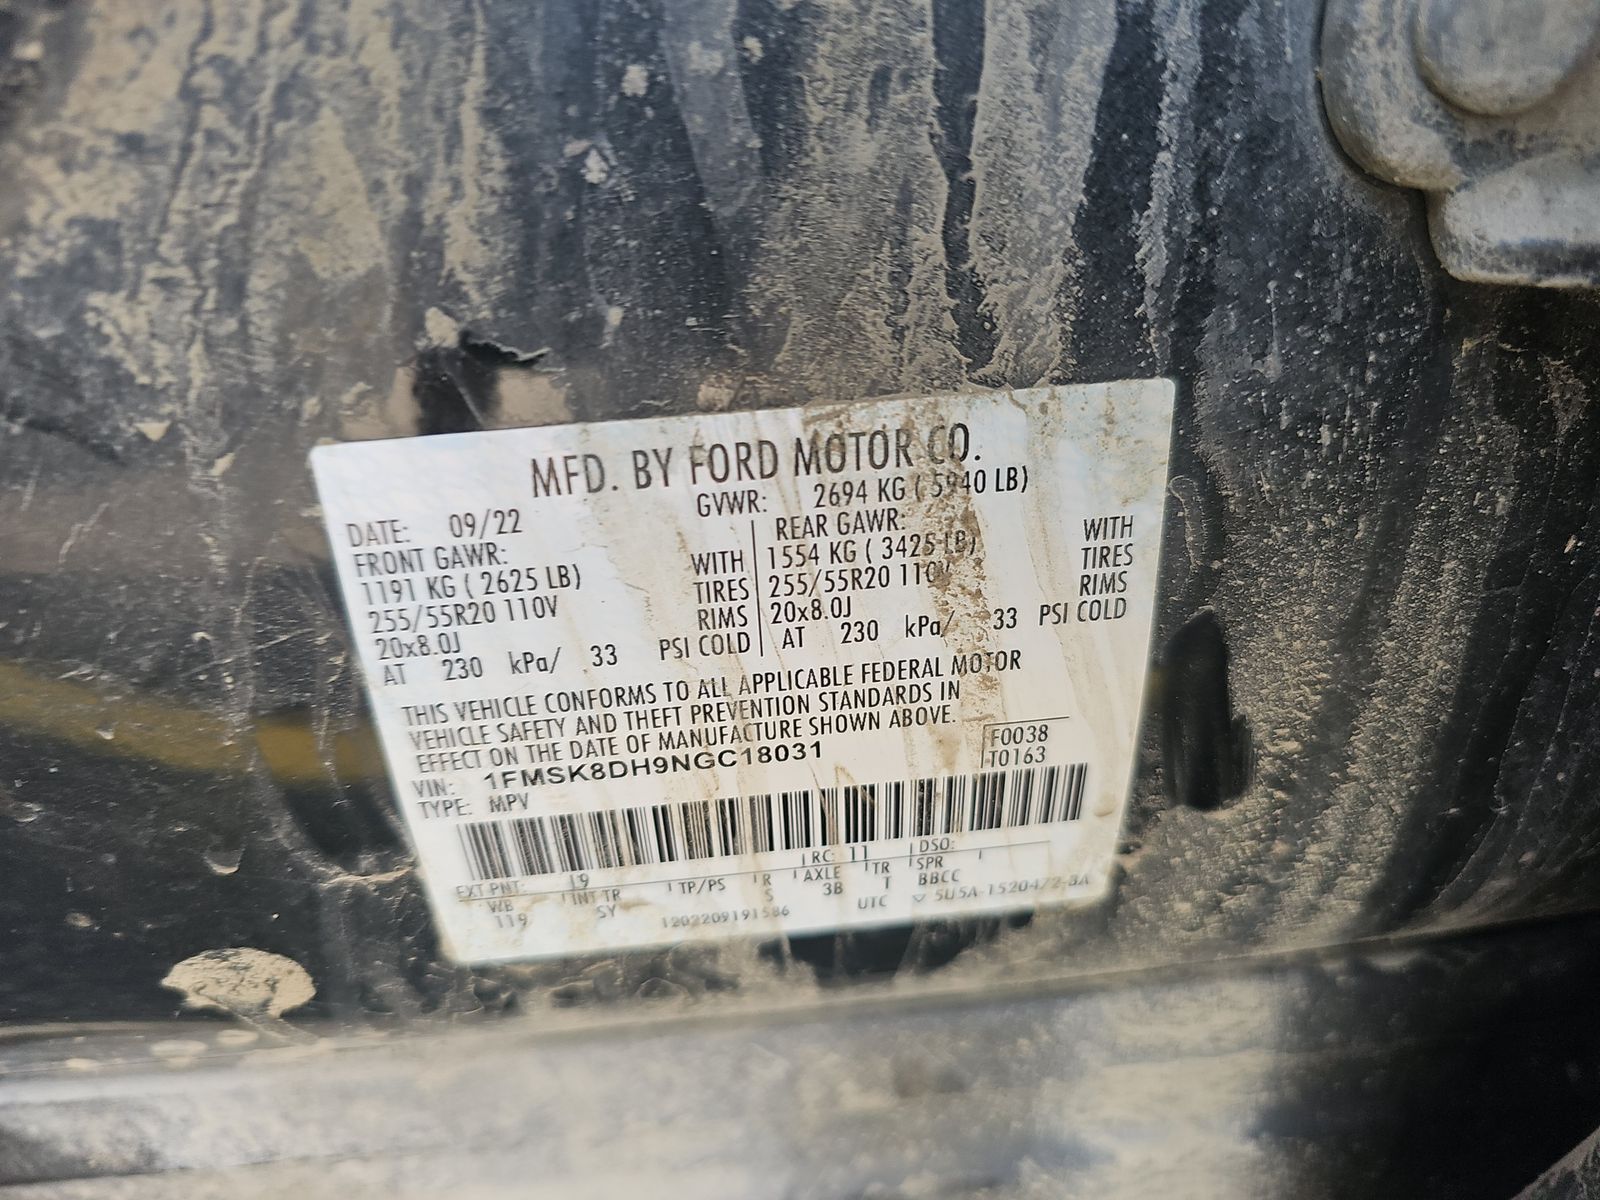 MFD. BY FORD MOTOR CO.
DATE: 09/22 GVWR: 2694 KG ( 5940 LB)
FRONT GAWR: REAR GAWR:
1191 KG ( 2625 LB) WITH 1554 KG ( 3425 LB) WITH
255/55R20 110V TIRES 255/55R20 110V TIRES
20x8.0J RIMS 20x8.0J RIMS
AT 230 kPa/ 33 PSI COLD AT 230 kPa/ 33 PSI COLD
THIS VEHICLE CONFORMS TO ALL APPLICABLE FEDERAL MOTOR
VEHICLE SAFETY AND THEFT PREVENTION STANDARDS IN
EFFECT ON THE DATE OF MANUFACTURE SHOWN ABOVE.
VIN: 1FMSK8DH9NGC18031 F0038
TYPE: MPV T0163
EXT PNT: 19 RC: 11 DSO:
WB INT TR TP/PS R AXLE TR SPR
119 SY S 3B T BBCC
1202209191586 UTC 5U5A-1520472-BA